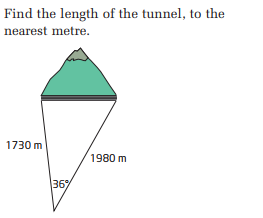 Find the length of the tunnel, to the
nearest metre.
1730 m
1980 m
36°